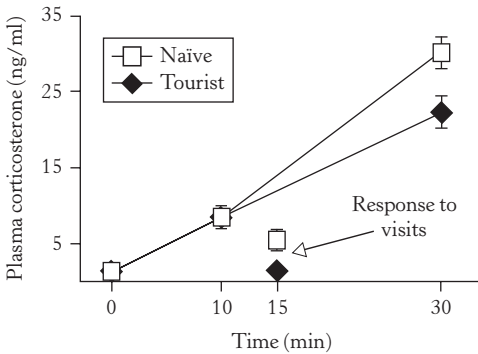 Plasma corticosterone (ng/ml)
35
25
15
5
Naïve
Tourist
Response to
visits
0
10
15
30
Time (min)